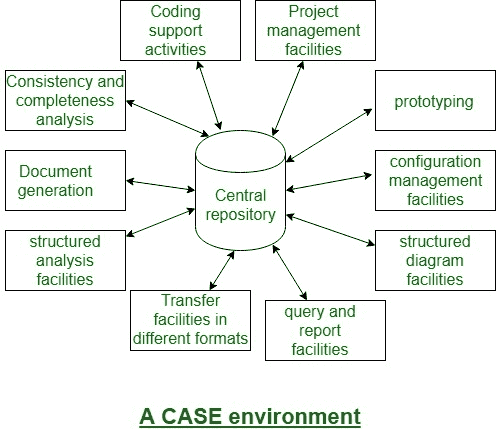 Coding
support
activities
Project
management
facilities
Consistency and
completeness
analysis
prototyping
Document
generation
Central
repository
configuration
management
facilities
structured
analysis
facilities
structured
diagram
facilities
Transfer
facilities in
different formats
query and
report
facilities
A CASE environment